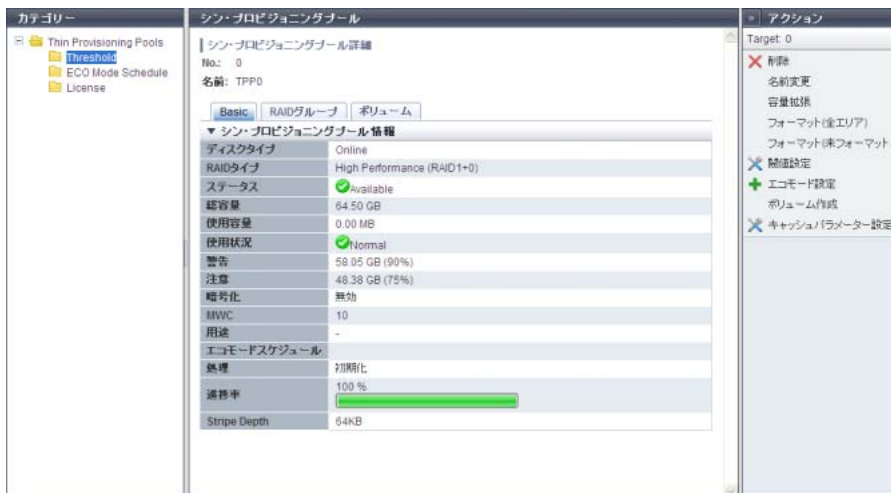 カテゴリー
Thin Provisioning Pools
Threshold
ECO Mode Schedule
License
シン・プロビジョニングプール
シン・プロビジョニングプール詳細
No.: 0
名前: TPP0
Basic RAIDグループ ボリューム
▼ シン・プロビジョニングプール情報
ディスクタイプ Online
RAIDタイプ High Performance (RAID1+0)
ステータス Available
総容量 64.50 GB
使用容量 0.00 MB
使用状況 Normal
警告 58.05 GB (90%)
注意 48.38 GB (75%)
暗号化 無効
MWC 10
用途 -
エコモードスケジュール
処理 初期化
進捗率 100 %
Stripe Depth 64KB
アクション
Target: 0
削除
名前変更
容量拡張
フォーマット(全エリア)
フォーマット(未フォーマット
閾値設定
エコモード設定
ボリューム作成
キャッシュパラメーター設定